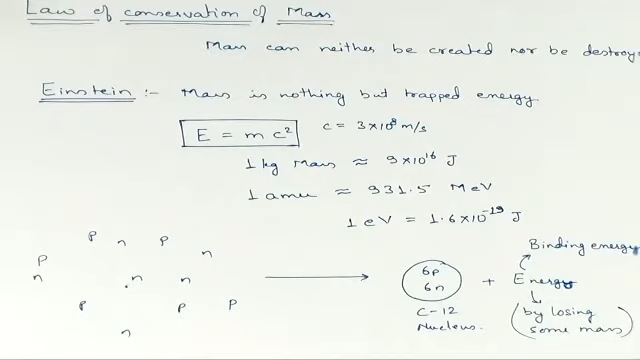 Law of conservation of Mass
Mass can neither be created nor be destroy
Einstein :- Mass is nothing but trapped energy.
E = mc² c = 3×10⁸ m/s
1 kg Mass ≈ 9×10¹⁶ J
1 amu ≈ 931.5 MeV
1 eV = 1.6×10⁻¹⁹ J
p n p n
p
n n n
p p p
n
6p
6n
C-12
Nucleus.
+ Energy
Binding energy
(by losing
some mass)